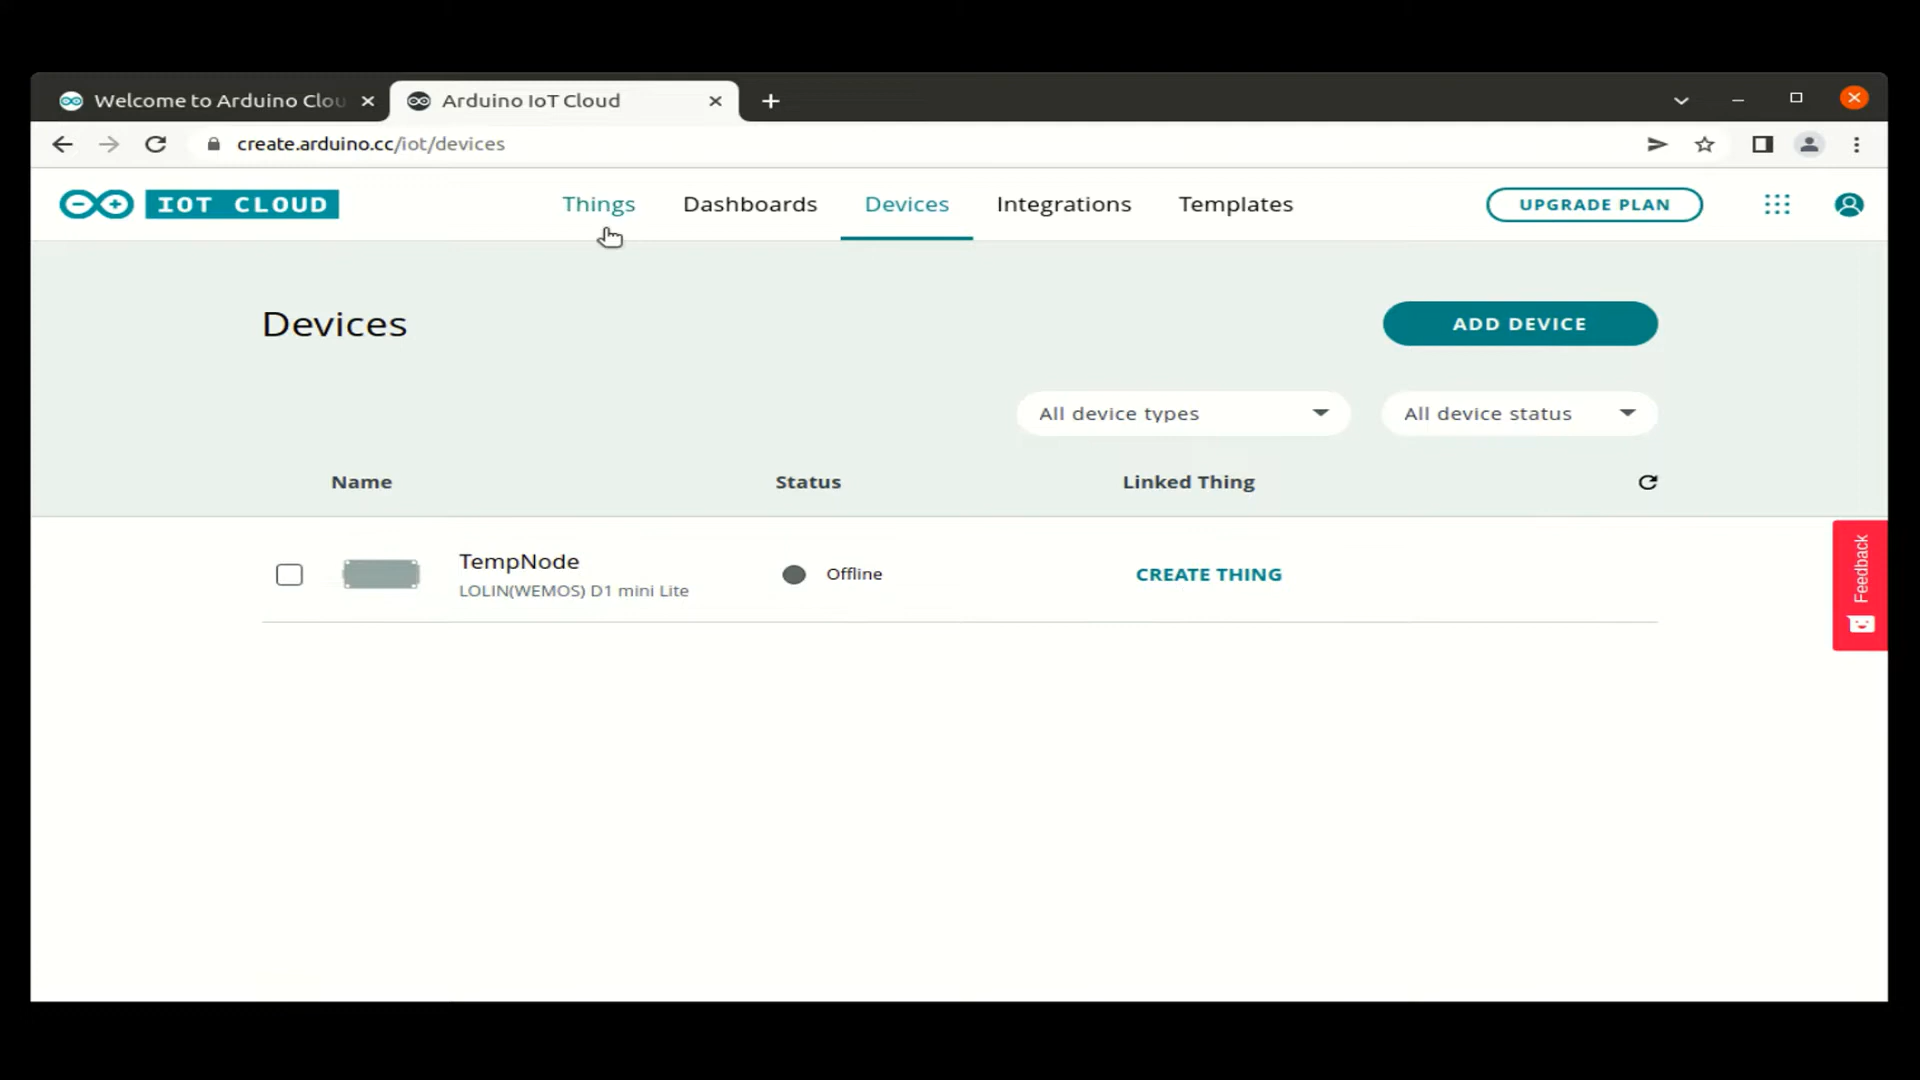 Welcome to Arduino Clou
Arduino IoT Cloud
create.arduino.cc/iot/devices
IOT CLOUD
Things
Dashboards
Devices
Integrations
Templates
UPGRADE PLAN
Devices
ADD DEVICE
All device types
All device status
Name
Status
Linked Thing
TempNode
LOLIN(WEMOS) D1 mini Lite
Offline
CREATE THING
Feedback